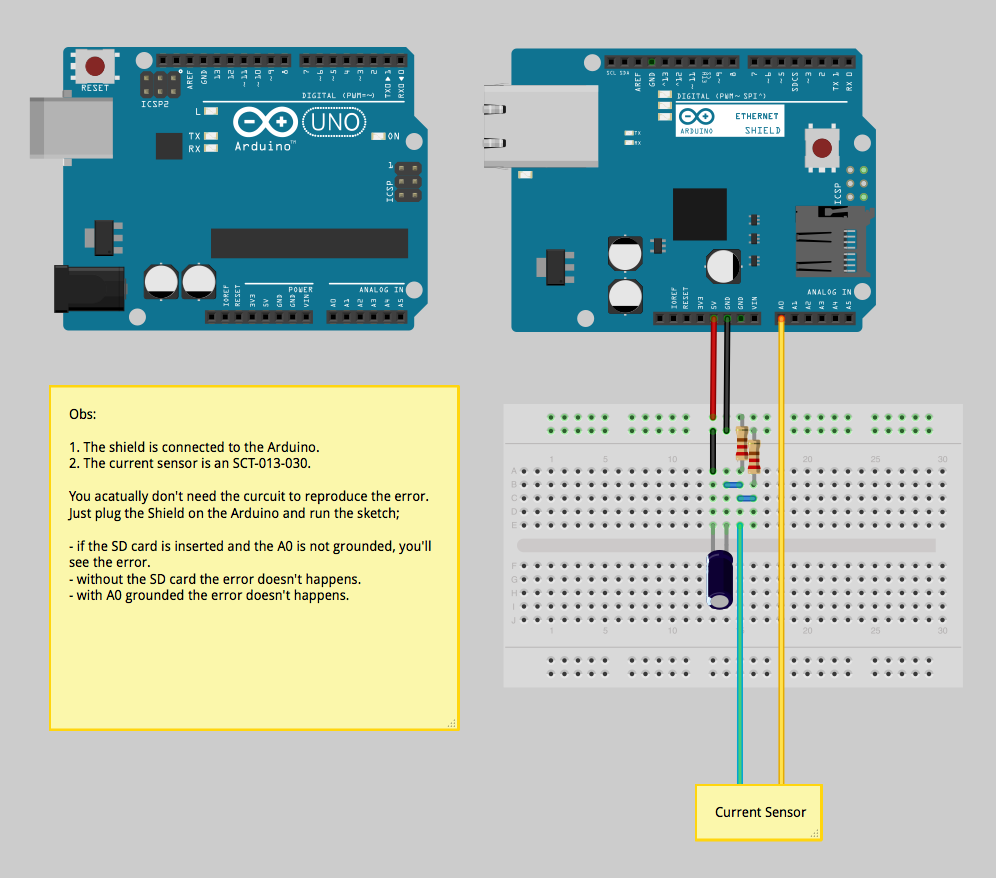 RESET
ICSP2
AREF
GND
13
12
~11
~10
~9
8
7
~6
~5
4
~3
2
TX0▶1
RX0◀0
DIGITAL (PWM=~)
L
TX
RX
UNO
ON
Arduino™
1
ICSP
POWER
ANALOG IN
IOREF
RESET
3V3
5V
GND
GND
VIN
A0
A1
A2
A3
A4
A5
SCL SDA
AREF
GND
^13
^12
~9
8
7
~6
~5
SDCS
~3
2
TX 1
RX 0
DIGITAL (PWM~ SPI^)
ARDUINO
ETHERNET
SHIELD
TX
RX
ICSP
ANALOG IN
IOREF
RESET
3V3
5V
GND
GND
VIN
A0
A1
A2
A3
A4
A5
Obs:
1. The shield is connected to the Arduino.
2. The current sensor is an SCT-013-030.
You acatually don't need the curcuit to reproduce the error.
Just plug the Shield on the Arduino and run the sketch;
- if the SD card is inserted and the A0 is not grounded, you'll
see the error.
- without the SD card the error doesn't happens.
- with A0 grounded the error doesn't happens.
1 5 10 20 25 30
A
B
C
D
E
F
G
H
I
J
1 5 10 20 25 30
Current Sensor